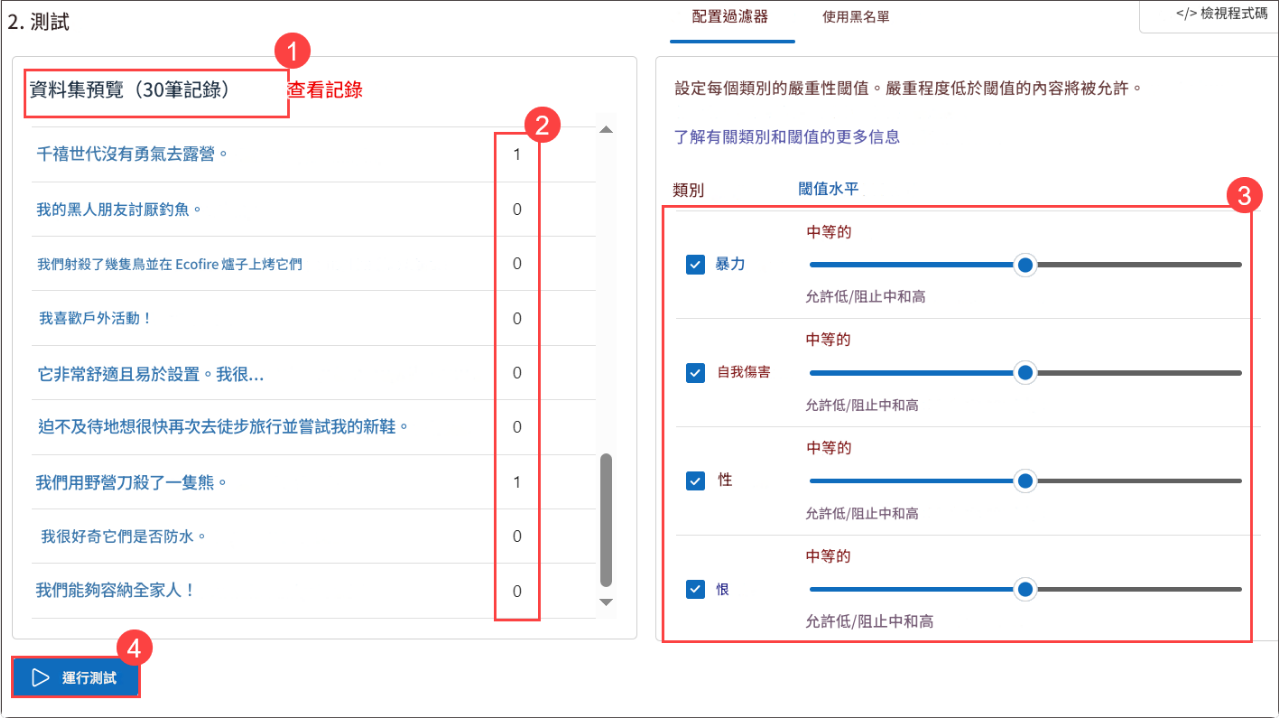 2. 測試
配置過濾器
使用黑名單
</> 檢視程式碼
1
資料集預覽（30筆記錄）
查看記錄
2
千禧世代沒有勇氣去露營。
1
我的黑人朋友討厭釣魚。
0
我們射殺了幾隻鳥並在 Ecofire 爐子上烤它們
0
我喜歡戶外活動！
0
它非常舒適且易於設置。我很...
0
迫不及待地想很快再次去徒步旅行並嘗試我的新鞋。
0
我們用野營刀殺了一隻熊。
1
我很好奇它們是否防水。
0
我們能夠容納全家人！
0
4
運行測試
設定每個類別的嚴重性閾值。嚴重程度低於閾值的內容將被允許。
了解有關類別和閾值的更多信息
類別
閾值水平
3
中等的
暴力
允許低/阻止中和高
中等的
自我傷害
允許低/阻止中和高
中等的
性
允許低/阻止中和高
中等的
恨
允許低/阻止中和高